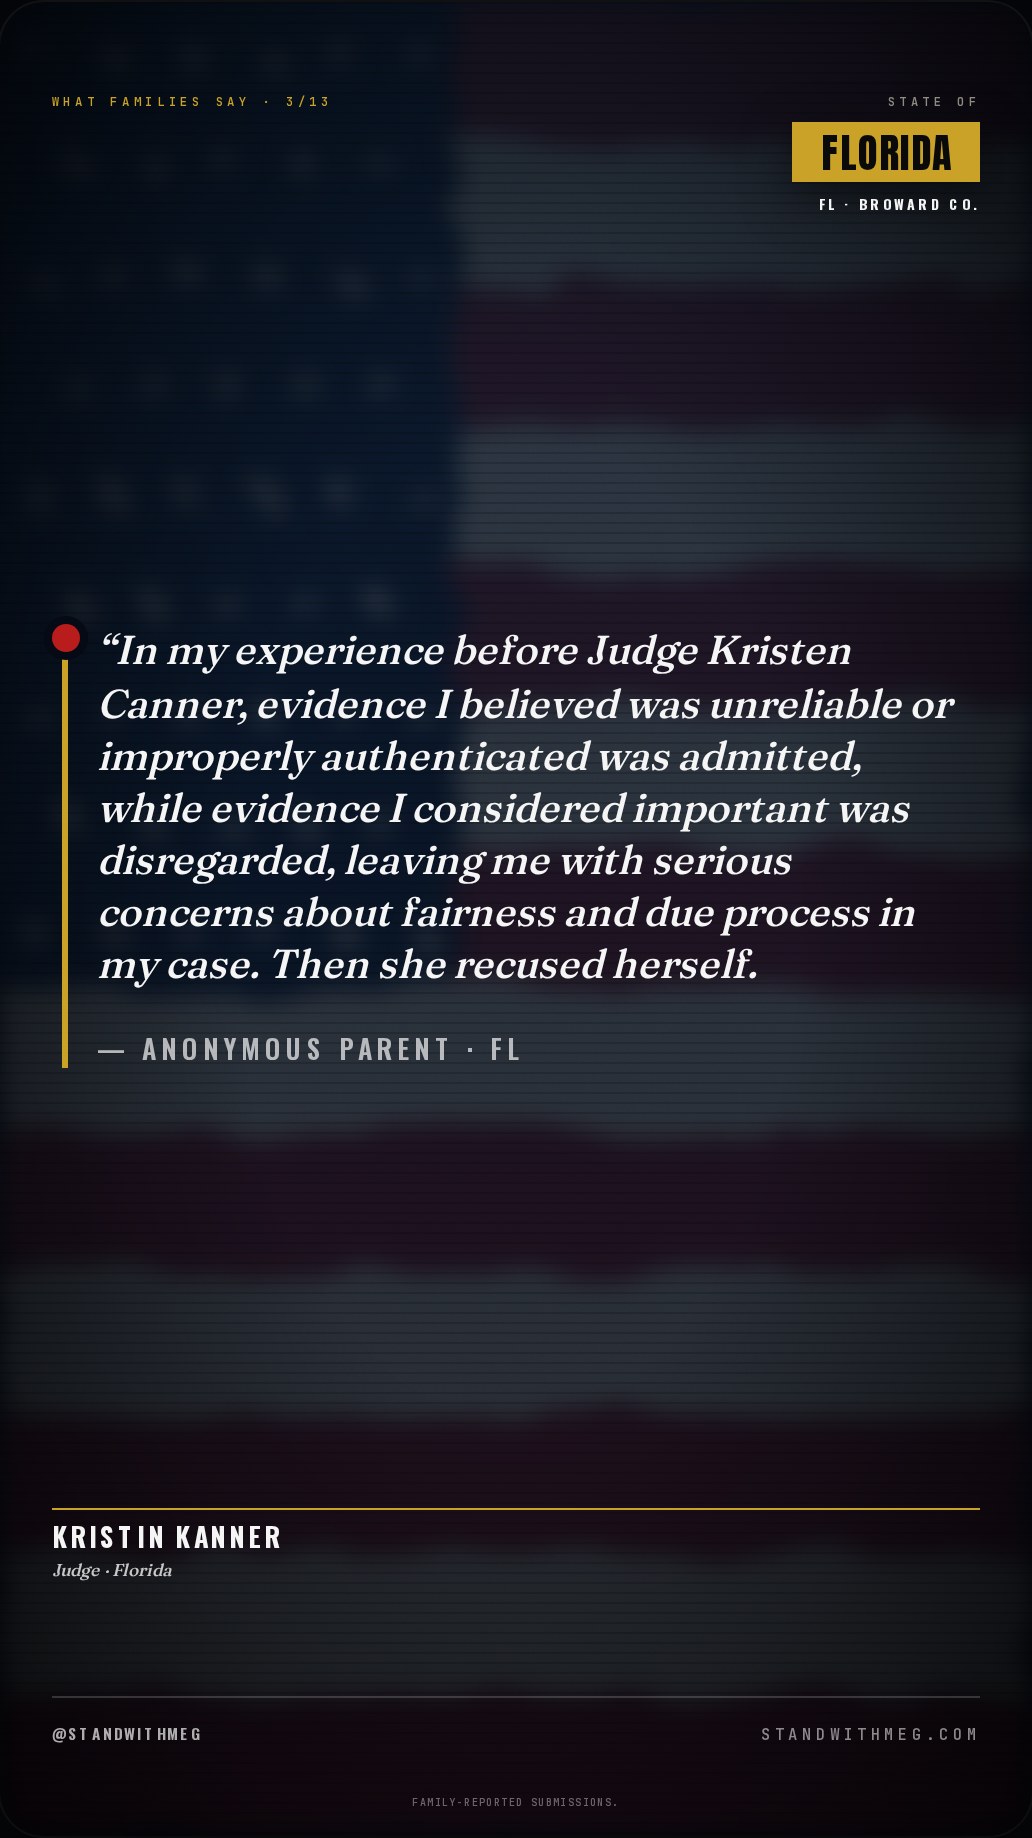 WHAT FAMILIES SAY · 3/13
STATE OF
FLORIDA
FL · BROWARD CO.
“In my experience before Judge Kristen
Canner, evidence I believed was unreliable or
improperly authenticated was admitted,
while evidence I considered important was
disregarded, leaving me with serious
concerns about fairness and due process in
my case. Then she recused herself.
— ANONYMOUS PARENT · FL
KRISTIN KANNER
Judge · Florida
@STANDWITHMEG
STANDWITHMEG.COM
FAMILY-REPORTED SUBMISSIONS.